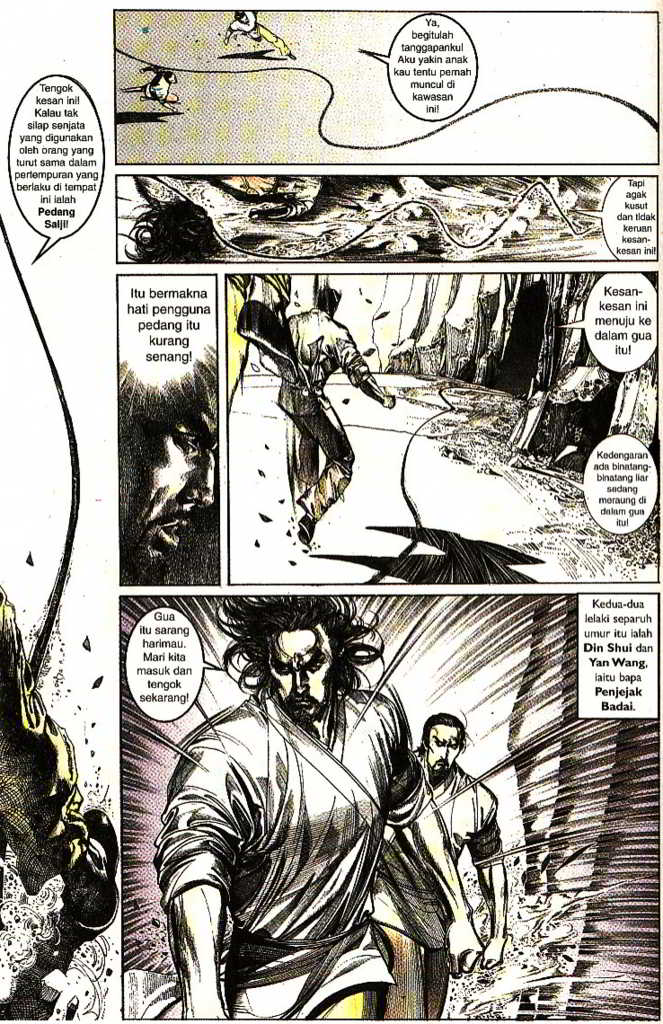 Tengok
kesan ini!
Kalau tak
silap senjata
yang digunakan
oleh orang yang
turut sama dalam
pertempuran yang
berlaku di tempat
ini ialah
Pedang
Salji!
Ya,
begitulah
tanggapanku!
Aku yakin anak
kau tentu pernah
muncul di
kawasan
ini!
Tapi
agak
kusut
dan tidak
keruan
kesan-
kesan ini!
Itu bermakna
hati pengguna
pedang itu
kurang
senang!
Kesan-
kesan ini
menuju ke
dalam gua
itu!
Kedengaran
ada binatang-
binatang liar
sedang
meraung di
dalam gua
itu!
Gua
itu sarang
harimau.
Mari kita
masuk dan
tengok
sekarang!
Kedua-dua
lelaki separuh
umur itu ialah
Din Shui dan
Yan Wang,
iaitu bapa
Penjejak
Badai.